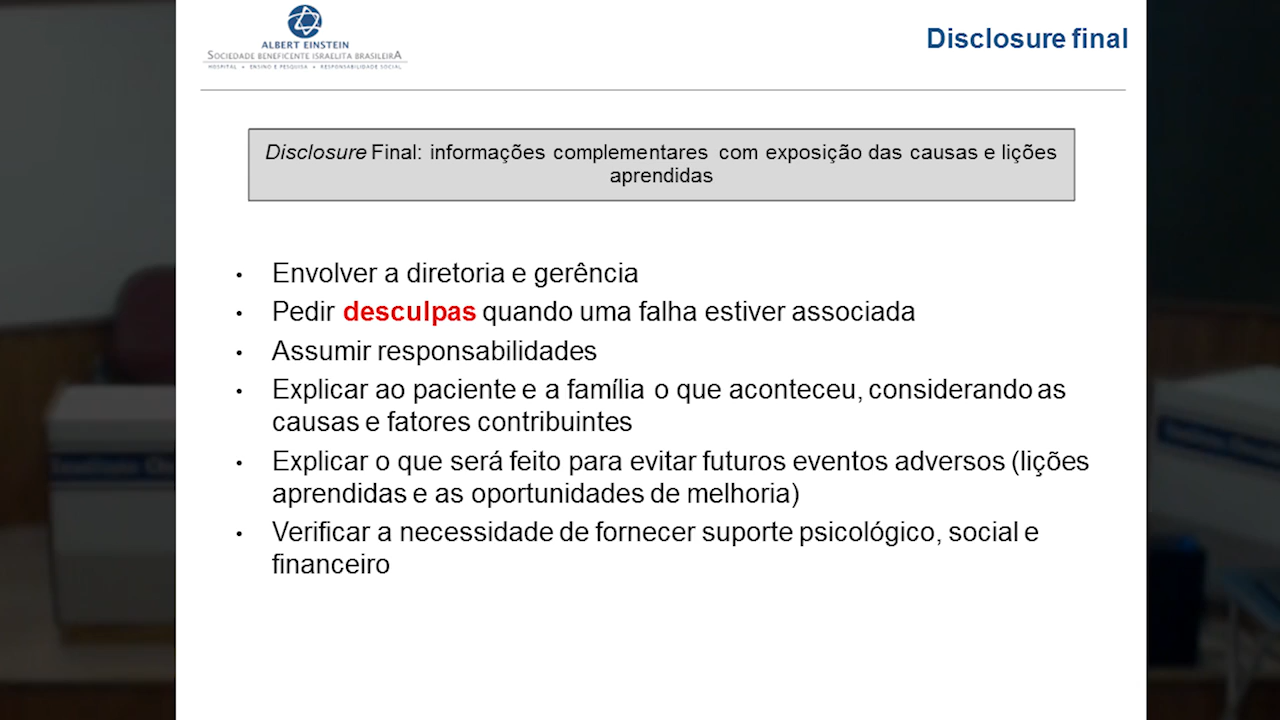 ALBERT EINSTEIN
SOCIEDADE BENEFICENTE ISRAELITA BRASILEIRA
HOSPITAL • ENSINO E PESQUISA • RESPONSABILIDADE SOCIAL
Disclosure final
Disclosure Final: informações complementares com exposição das causas e lições
aprendidas
• Envolver a diretoria e gerência
• Pedir desculpas quando uma falha estiver associada
• Assumir responsabilidades
• Explicar ao paciente e a família o que aconteceu, considerando as
causas e fatores contribuintes
• Explicar o que será feito para evitar futuros eventos adversos (lições
aprendidas e as oportunidades de melhoria)
• Verificar a necessidade de fornecer suporte psicológico, social e
financeiro